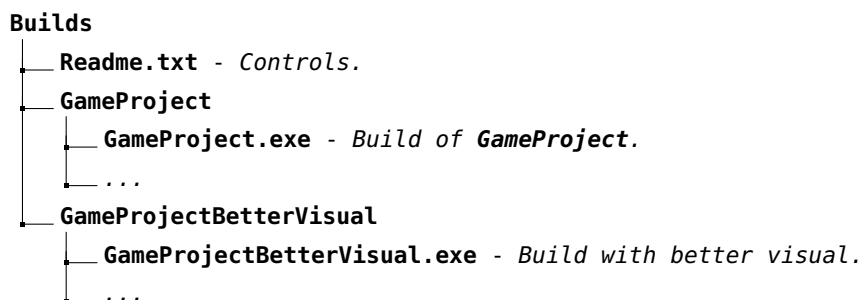 Builds
Readme.txt - Controls.
GameProject
GameProject.exe - Build of GameProject.
...
GameProjectBetterVisual
GameProjectBetterVisual.exe - Build with better visual.
...